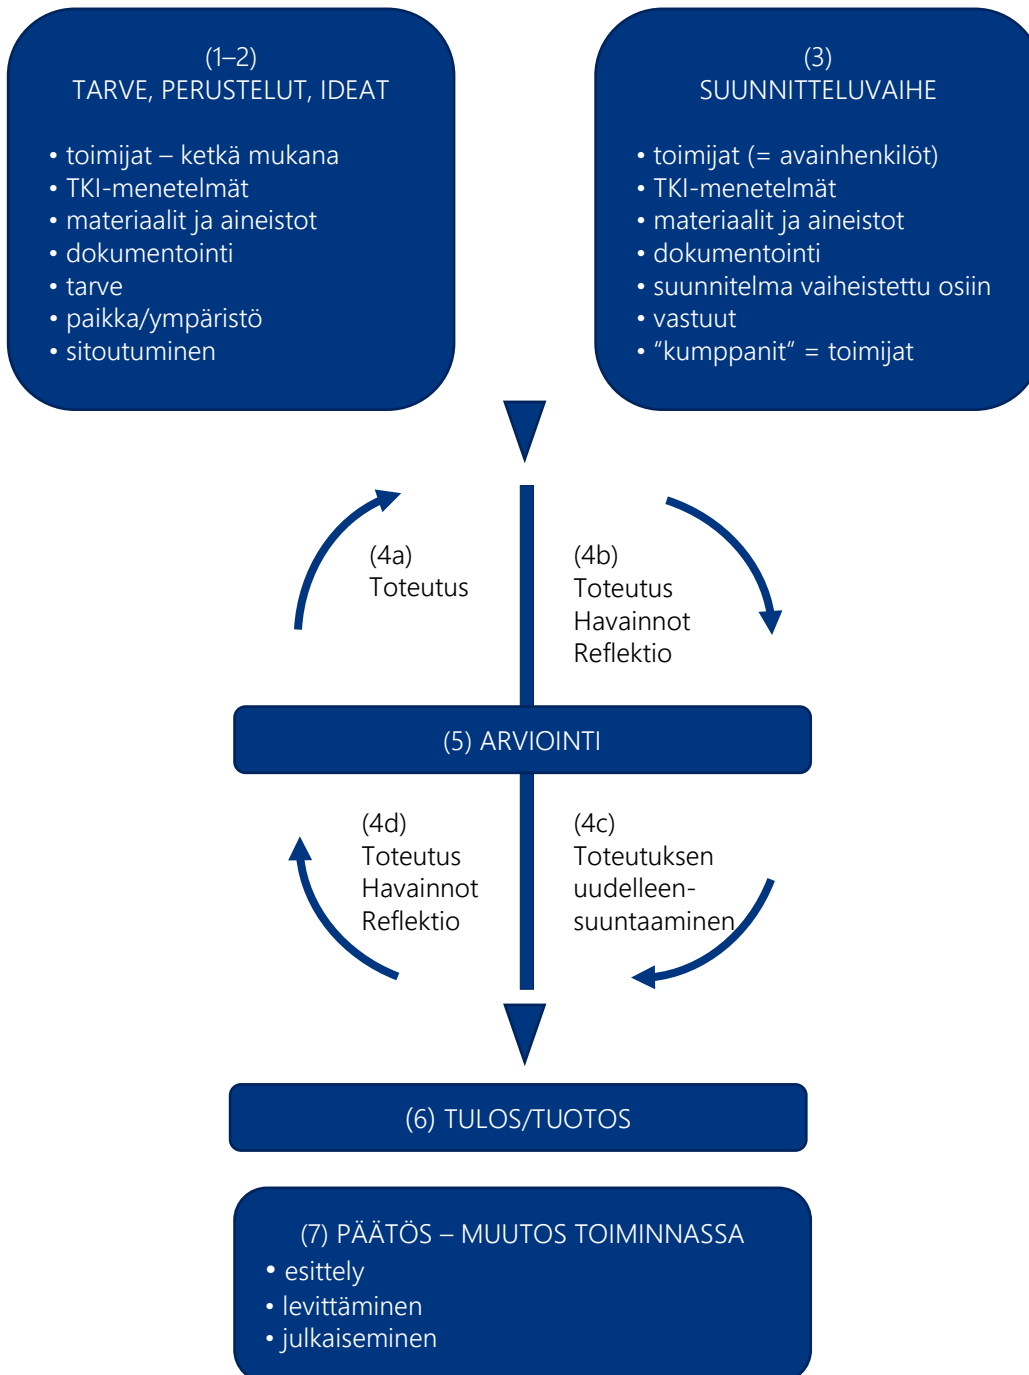 (1–2)
TARVE, PERUSTELUT, IDEAT
• toimijat – ketkä mukana
• TKI-menetelmät
• materiaalit ja aineistot
• dokumentointi
• tarve
• paikka/ympäristö
• sitoutuminen
(3)
SUUNNITTELUVAIHE
• toimijat (= avainhenkilöt)
• TKI-menetelmät
• materiaalit ja aineistot
• dokumentointi
• suunnitelma vaiheistettu osiin
• vastuut
• “kumppanit“ = toimijat
(4a)
Toteutus
(4b)
Toteutus
Havainnot
Reflektio
(5) ARVIOINTI
(4d)
Toteutus
Havainnot
Reflektio
(4c)
Toteutuksen
uudelleen-
suuntaaminen
(6) TULOS/TUOTOS
(7) PÄÄTÖS – MUUTOS TOIMINNASSA
• esittely
• levittäminen
• julkaiseminen